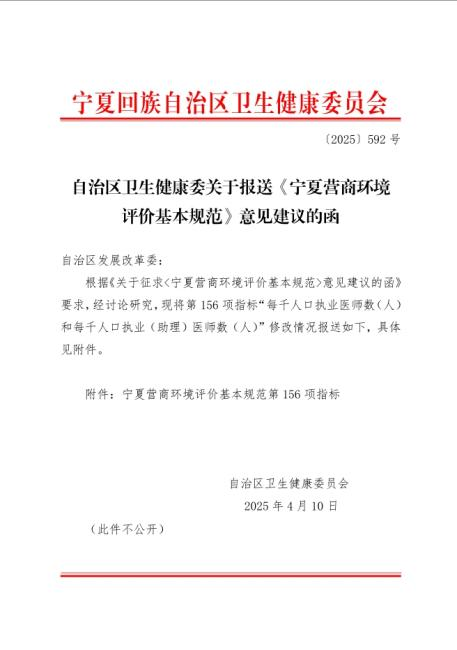 宁夏回族自治区卫生健康委员会
〔2025〕592 号
自治区卫生健康委关于报送《宁夏营商环境
评价基本规范》意见建议的函
自治区发展改革委：
根据《关于征求<宁夏营商环境评价基本规范>意见建议的函》
要求，经讨论研究，现将第 156 项指标“每千人口执业医师数（人）
和每千人口执业（助理）医师数（人）”修改情况报送如下，具体
见附件。
附件：宁夏营商环境评价基本规范第 156 项指标
自治区卫生健康委员会
2025 年 4 月 10 日
（此件不公开）